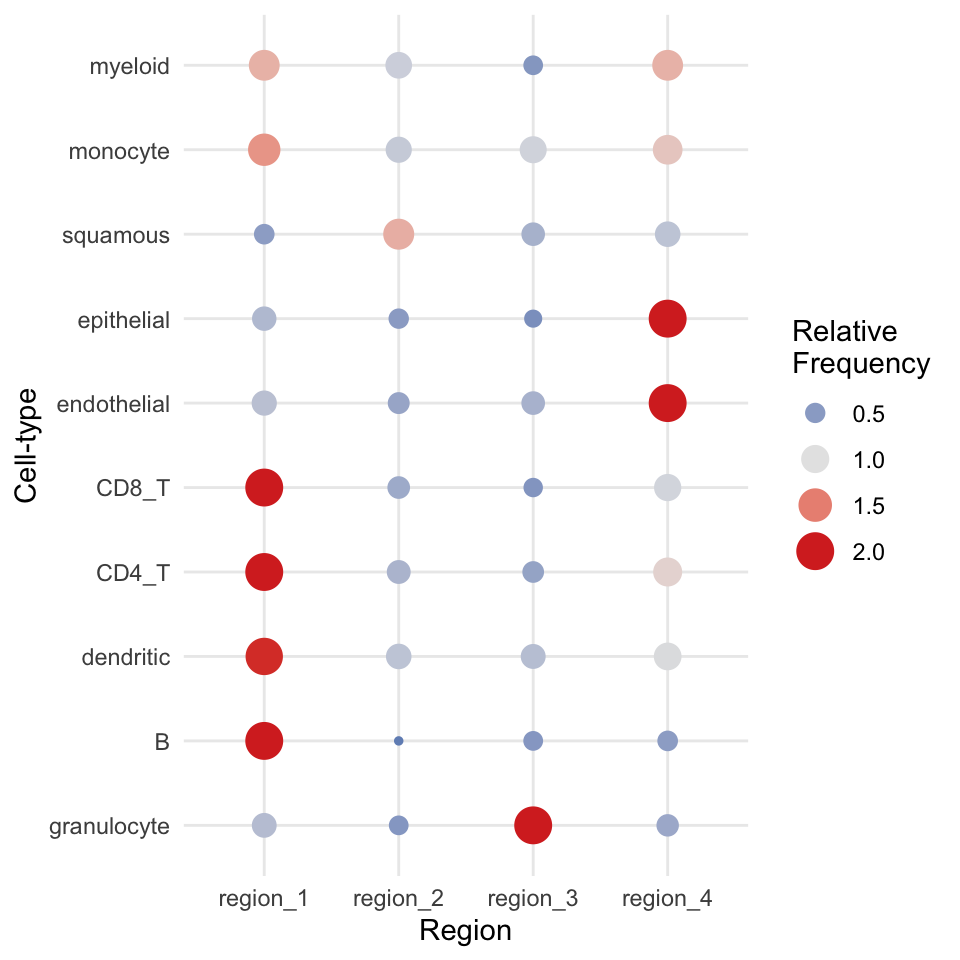 myeloid
monocyte
squamous
epithelial
endothelial
CD8_T
CD4_T
dendritic
B
granulocyte
Cell-type
region_1
region_2
region_3
region_4
Region
Relative
Frequency
0.5
1.0
1.5
2.0